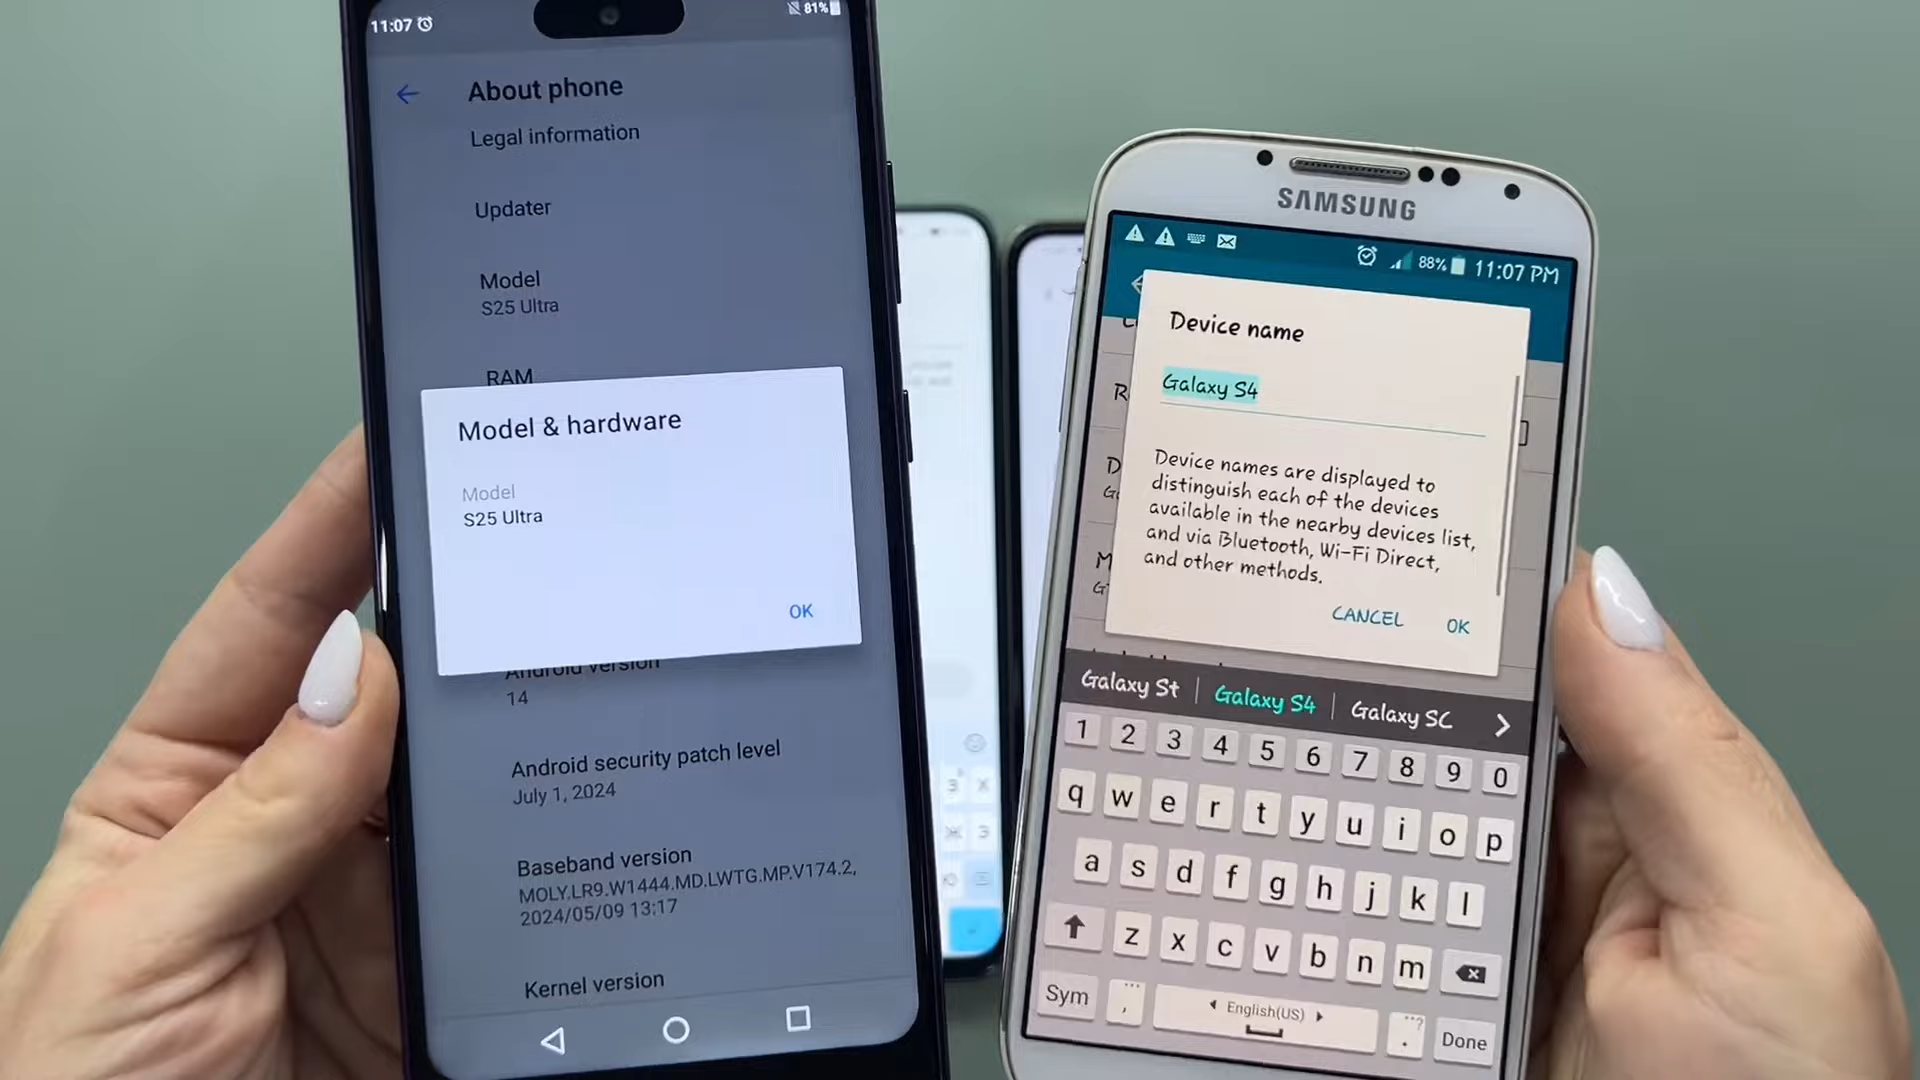 11:07
81%
About phone
Legal information
Updater
Model
S25 Ultra
RAM
Model & hardware
Model
S25 Ultra
OK
Android version
14
Android security patch level
July 1, 2024
Baseband version
MOLY.LR9.W1444.MD.LWTG.MP.V174.2,
2024/05/09 13:17
Kernel version
SAMSUNG
88% 11:07 PM
Device name
Galaxy S4
Device names are displayed to
distinguish each of the devices
available in the nearby devices list,
and via Bluetooth, Wi-Fi Direct,
and other methods.
CANCEL OK
Galaxy St Galaxy S4 Galaxy SC
1 2 3 4 5 6 7 8 9 0
q w e r t y u i o p
a s d f g h j k l
z x c v b n m
Sym , English(US) . Done